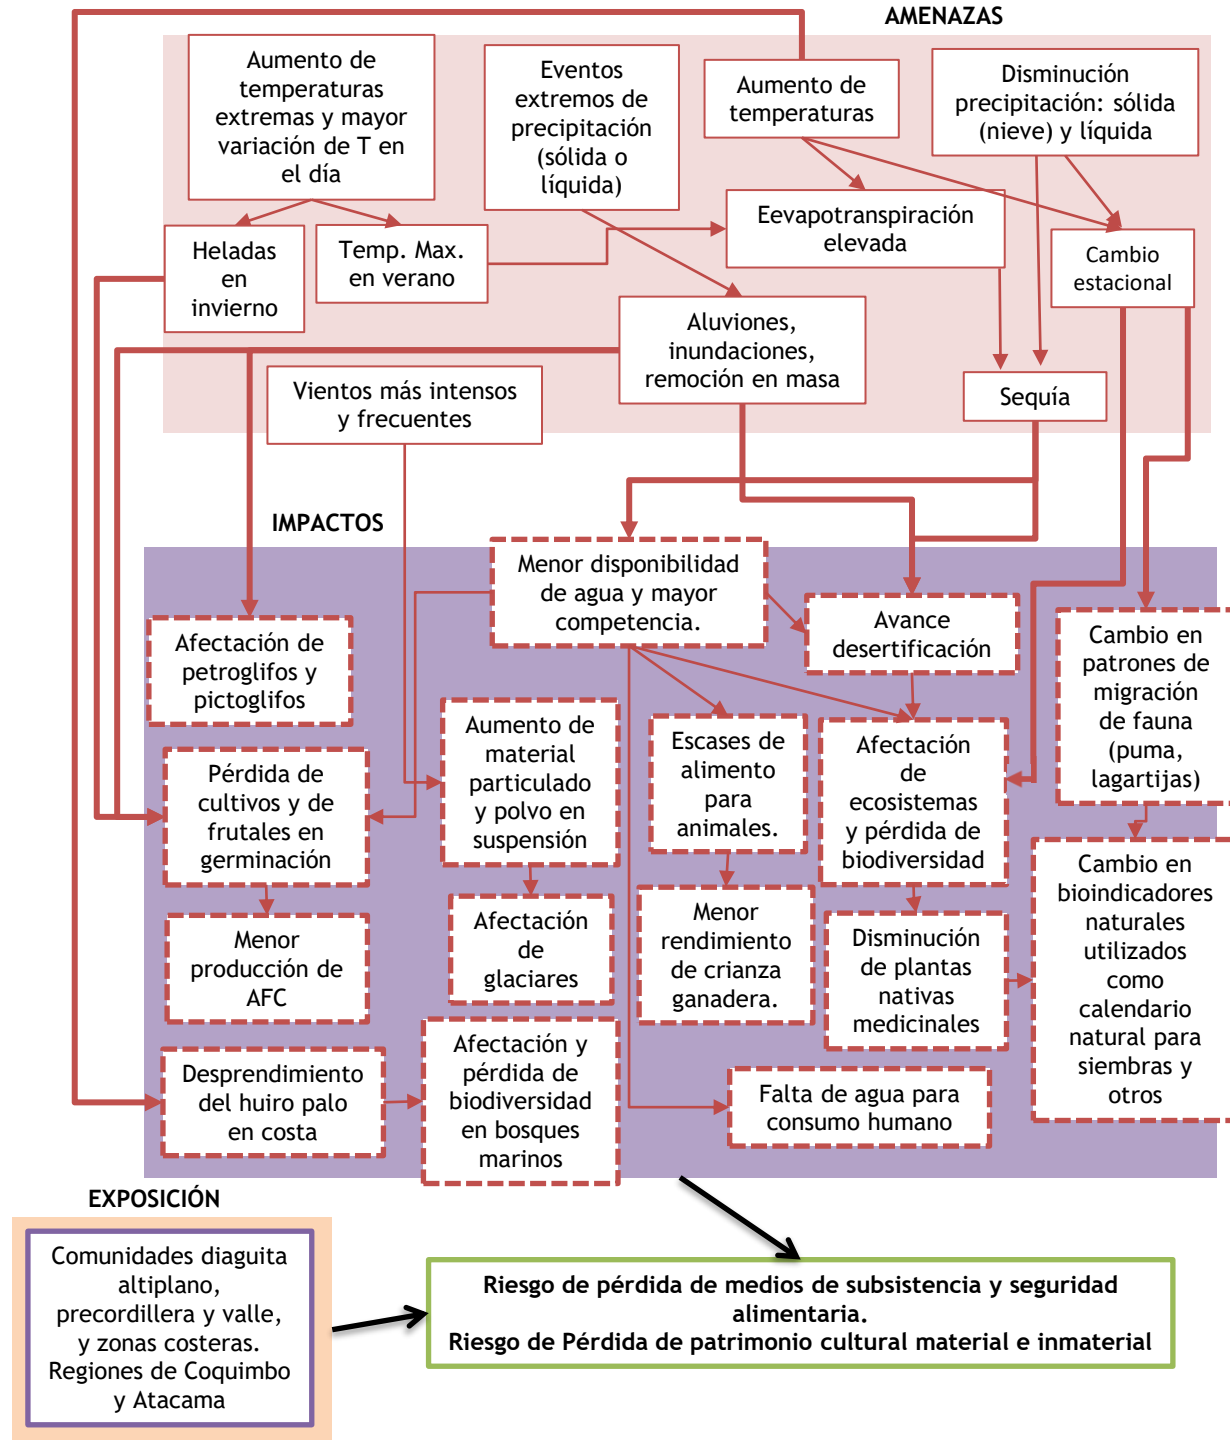 AMENAZAS
Aumento de
temperaturas
extremas y mayor
variación de T en
el día
Eventos
extremos de
precipitación
(sólida o
líquida)
Aumento de
temperaturas
Disminución
precipitación: sólida
(nieve) y líquida
Heladas
en
invierno
Temp. Max.
en verano
Eevapotranspiración
elevada
Cambio
estacional
Aluviones,
inundaciones,
remoción en masa
Vientos más intensos
y frecuentes
Sequía
IMPACTOS
Menor disponibilidad
de agua y mayor
competencia.
Avance
desertificación
Cambio en
patrones de
migración
de fauna
(puma,
lagartijas)
Afectación de
petroglifos y
pictoglifos
Aumento de
material
particulado
y polvo en
suspensión
Escases de
alimento
para
animales.
Afectación
de
ecosistemas
y pérdida de
biodiversidad
Pérdida de
cultivos y de
frutales en
germinación
Cambio en
bioindicadores
naturales
utilizados
como
calendario
natural para
siembras y
otros
Menor
producción de
AFC
Afectación
de
glaciares
Menor
rendimiento
de crianza
ganadera.
Disminución
de plantas
nativas
medicinales
Desprendimiento
del huiro palo
en costa
Afectación y
pérdida de
biodiversidad
en bosques
marinos
Falta de agua para
consumo humano
EXPOSICIÓN
Comunidades diaguita
altiplano,
precordillera y valle,
y zonas costeras.
Regiones de Coquimbo
y Atacama
Riesgo de pérdida de medios de subsistencia y seguridad
alimentaria.
Riesgo de Pérdida de patrimonio cultural material e inmaterial